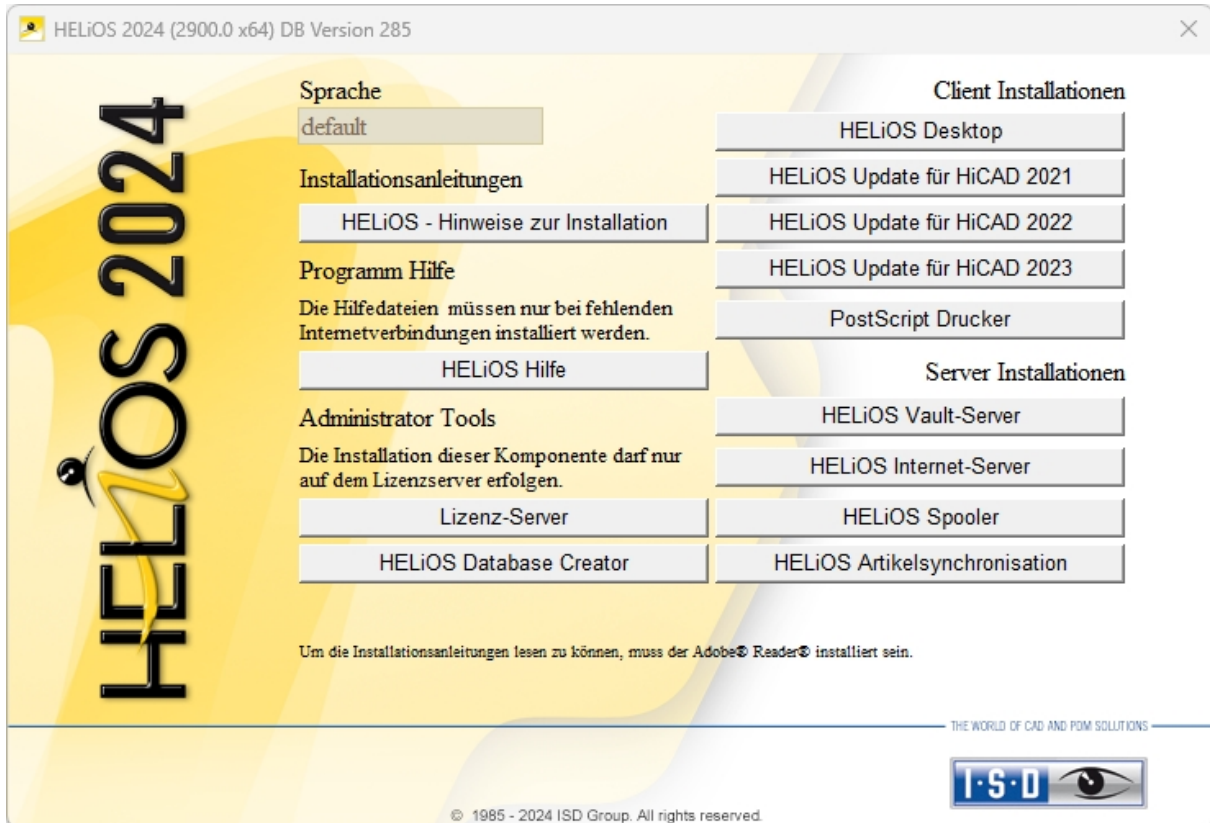 HELiOS 2024 (2900.0 x64) DB Version 285
HELiOS 2024
Sprache
default
Installationsanleitungen
HELiOS - Hinweise zur Installation
Programm Hilfe
Die Hilfedateien müssen nur bei fehlenden
Internetverbindungen installiert werden.
HELiOS Hilfe
Administrator Tools
Die Installation dieser Komponente darf nur
auf dem Lizenzserver erfolgen.
Lizenz-Server
HELiOS Database Creator
Client Installationen
HELiOS Desktop
HELiOS Update für HiCAD 2021
HELiOS Update für HiCAD 2022
HELiOS Update für HiCAD 2023
PostScript Drucker
Server Installationen
HELiOS Vault-Server
HELiOS Internet-Server
HELiOS Spooler
HELiOS Artikelsynchronisation
Um die Installationsanleitungen lesen zu können, muss der Adobe® Reader® installiert sein.
THE WORLD OF CAD AND PDM SOLUTIONS
I·S·D
© 1985 - 2024 ISD Group. All rights reserved.